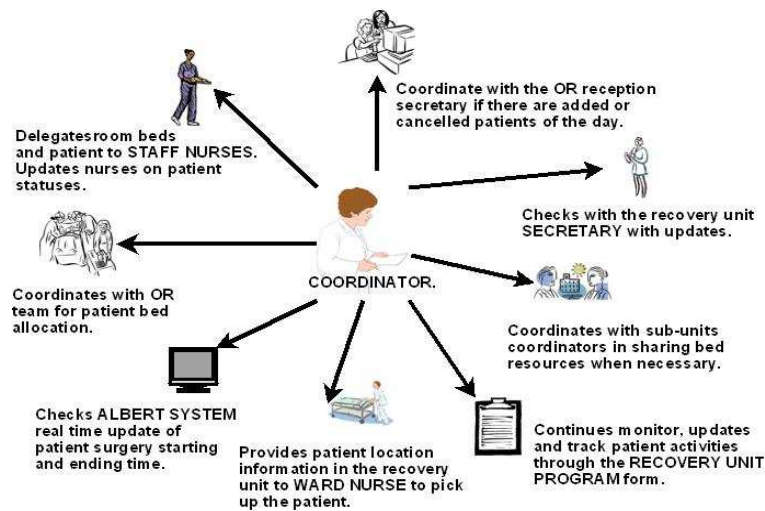 Coordinate with the OR reception
secretary if there are added or
cancelled patients of the day.
Delegatesroom beds
and patient to STAFF NURSES.
Updates nurses on patient
statuses.
Checks with the recovery unit
SECRETARY with updates.
COORDINATOR.
Coordinates with OR
team for patient bed
allocation.
Coordinates with sub-units
coordinators in sharing bed
resources when necessary.
Checks ALBERT SYSTEM
real time update of
patient surgery starting
and ending time.
Provides patient location
information in the recovery
unit to WARD NURSE to pick
up the patient.
Continues monitor, updates
and track patient activities
through the RECOVERY UNIT
PROGRAM form.